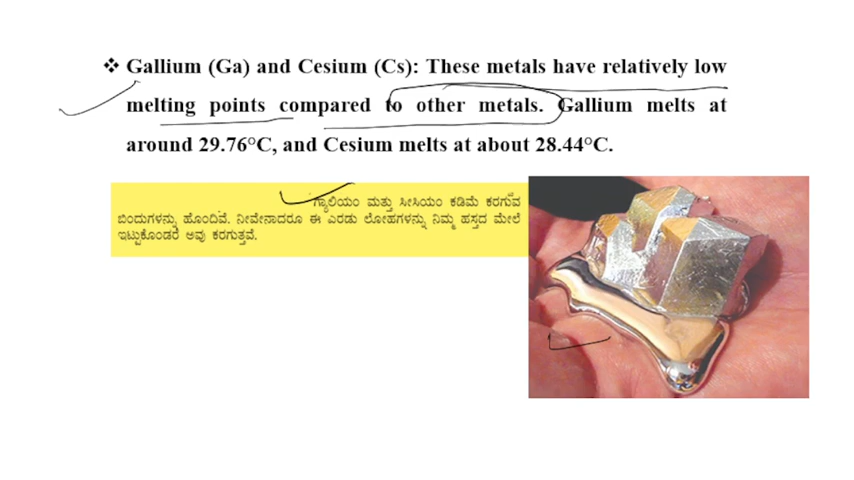 ❖ Gallium (Ga) and Cesium (Cs): These metals have relatively low
melting points compared to other metals. Gallium melts at
around 29.76°C, and Cesium melts at about 28.44°C.
ಗ್ಯಾಲಿಯಂ ಮತ್ತು ಸೀಸಿಯಂ ಕಡಿಮೆ ಕರಗುವ
ಬಿಂದುಗಳನ್ನು ಹೊಂದಿವೆ. ನೀವೇನಾದರೂ ಈ ಎರಡು ಲೋಹಗಳನ್ನು ನಿಮ್ಮ ಹಸ್ತದ ಮೇಲೆ
ಇಟ್ಟುಕೊಂಡರೆ ಅವು ಕರಗುತ್ತವೆ.